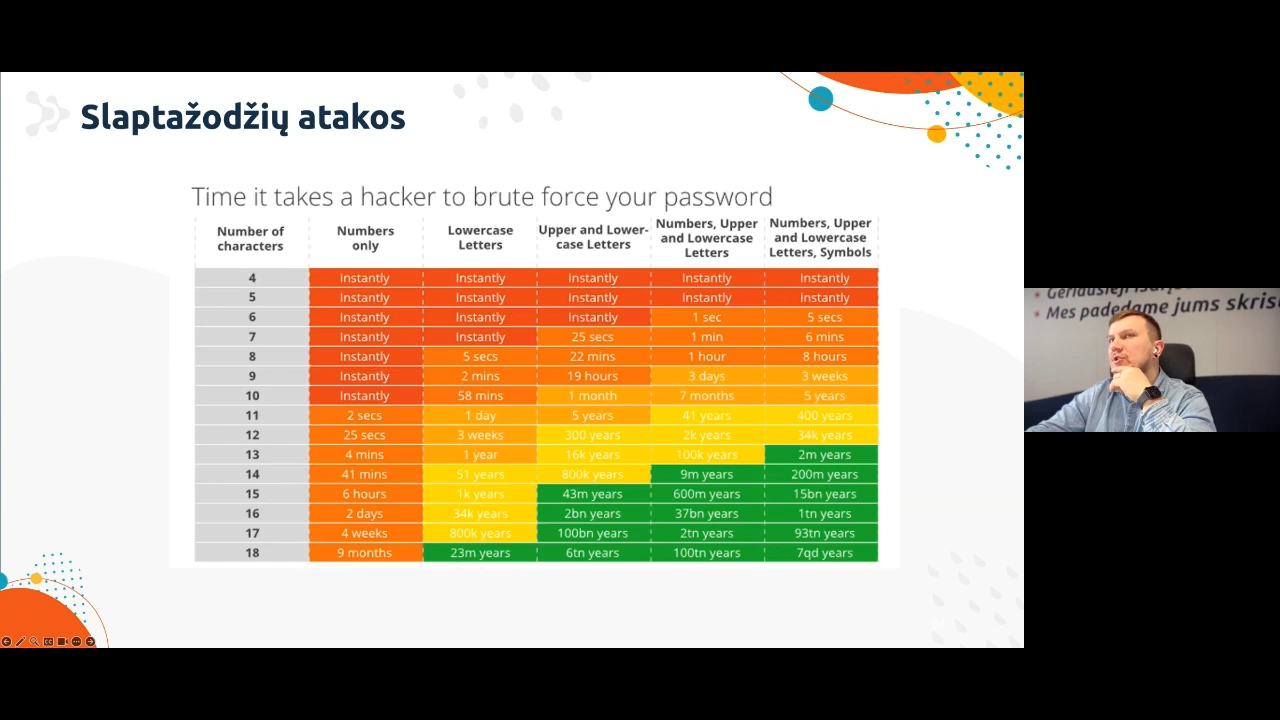 Slaptažodžių atakos
Time it takes a hacker to brute force your password
Number of characters Numbers only Lowercase Letters Upper and Lower-case Letters Numbers, Upper and Lowercase Letters Numbers, Upper and Lowercase Letters, Symbols
4 Instantly Instantly Instantly Instantly Instantly
5 Instantly Instantly Instantly Instantly Instantly
6 Instantly Instantly Instantly 1 sec 5 secs
7 Instantly Instantly 25 secs 1 min 6 mins
8 Instantly 5 secs 22 mins 1 hour 8 hours
9 Instantly 2 mins 19 hours 3 days 3 weeks
10 Instantly 58 mins 1 month 7 months 5 years
11 2 secs 1 day 5 years 41 years 400 years
12 25 secs 3 weeks 300 years 2k years 34k years
13 4 mins 1 year 16k years 100k years 2m years
14 41 mins 51 years 800k years 9m years 200m years
15 6 hours 1k years 43m years 600m years 15bn years
16 2 days 34k years 2bn years 37bn years 1tn years
17 4 weeks 800k years 100bn years 2tn years 93tn years
18 9 months 23m years 6tn years 100tn years 7qd years
Geriausieji
Mes padedame jums